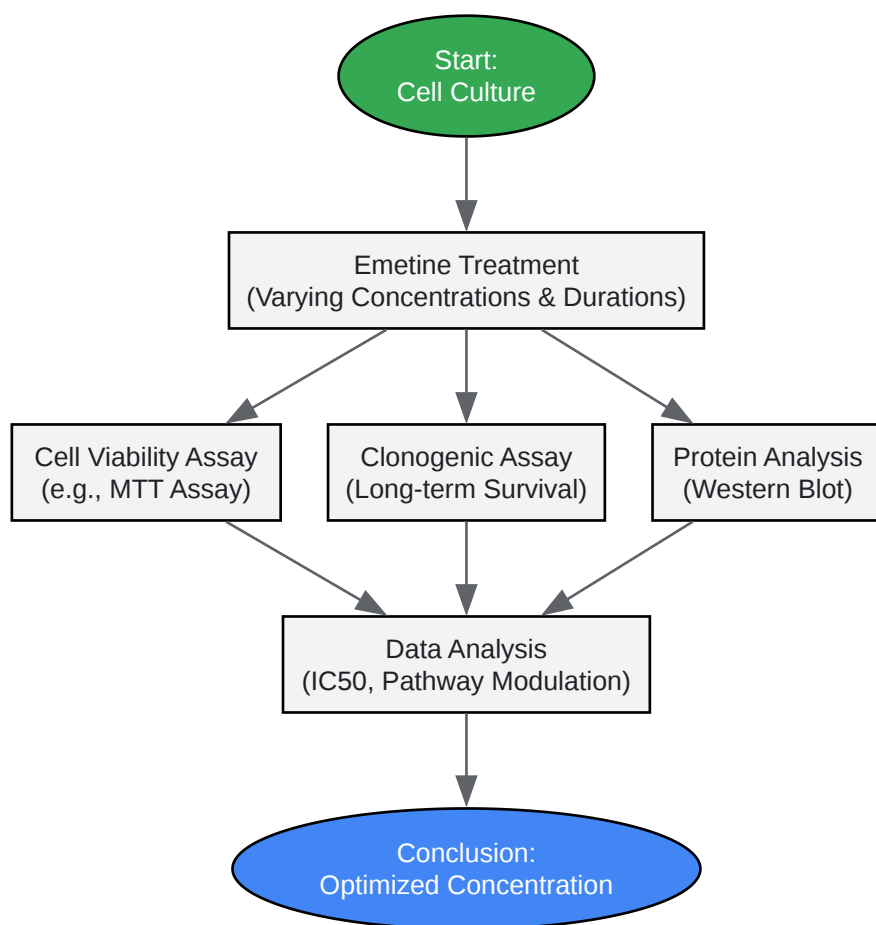 Start:
Cell Culture
Emetine Treatment
(Varying Concentrations & Durations)
Cell Viability Assay
(e.g., MTT Assay)
Clonogenic Assay
(Long-term Survival)
Protein Analysis
(Western Blot)
Data Analysis
(IC50, Pathway Modulation)
Conclusion:
Optimized Concentration